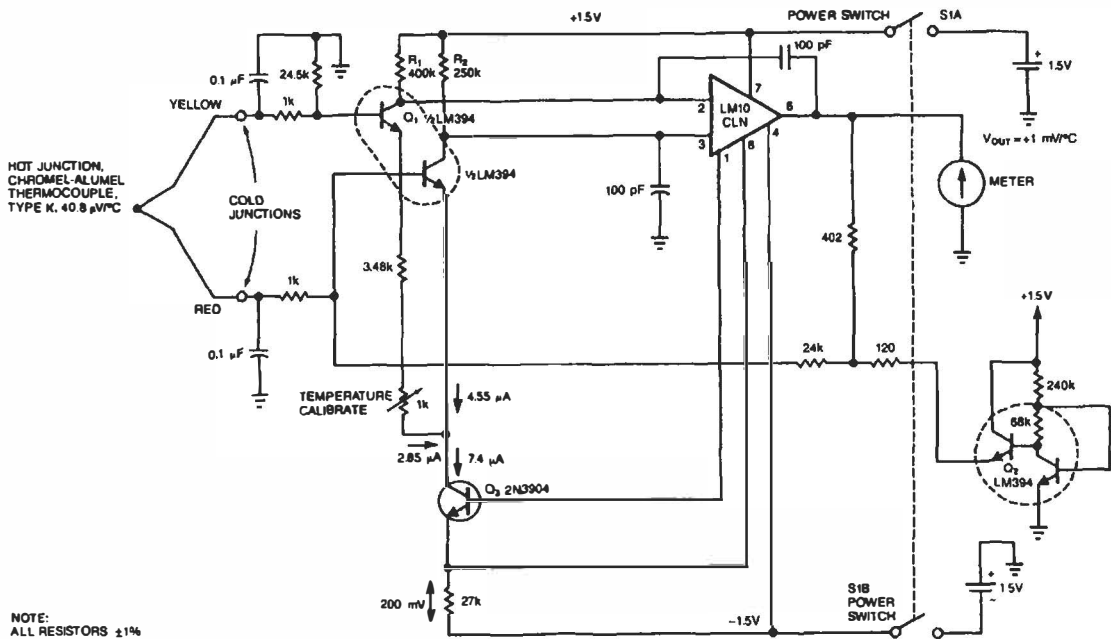 +1.5V
POWER SWITCH
S1A
100 pF
R1
400k
R2
250k
0.1 µF
24.5k
+
1.5V
YELLOW
1k
Q1 ½LM394
2
7
LM10
CLN
6
4
3
1
8
VOUT = +1 mV/°C
HOT JUNCTION,
CHROMEL-ALUMEL
THERMOCOUPLE,
TYPE K, 40.8 µV/°C
½LM394
METER
COLD
JUNCTIONS
100 pF
402
3.48k
1k
RED
+1.5V
0.1 µF
24k
120
240k
TEMPERATURE
CALIBRATE
1k
4.55 µA
68k
2.85 µA
7.4 µA
Q2
LM394
Q3 2N3904
+
1.5V
200 mV
27k
S1B
POWER
SWITCH
−1.5V
NOTE:
ALL RESISTORS ±1%